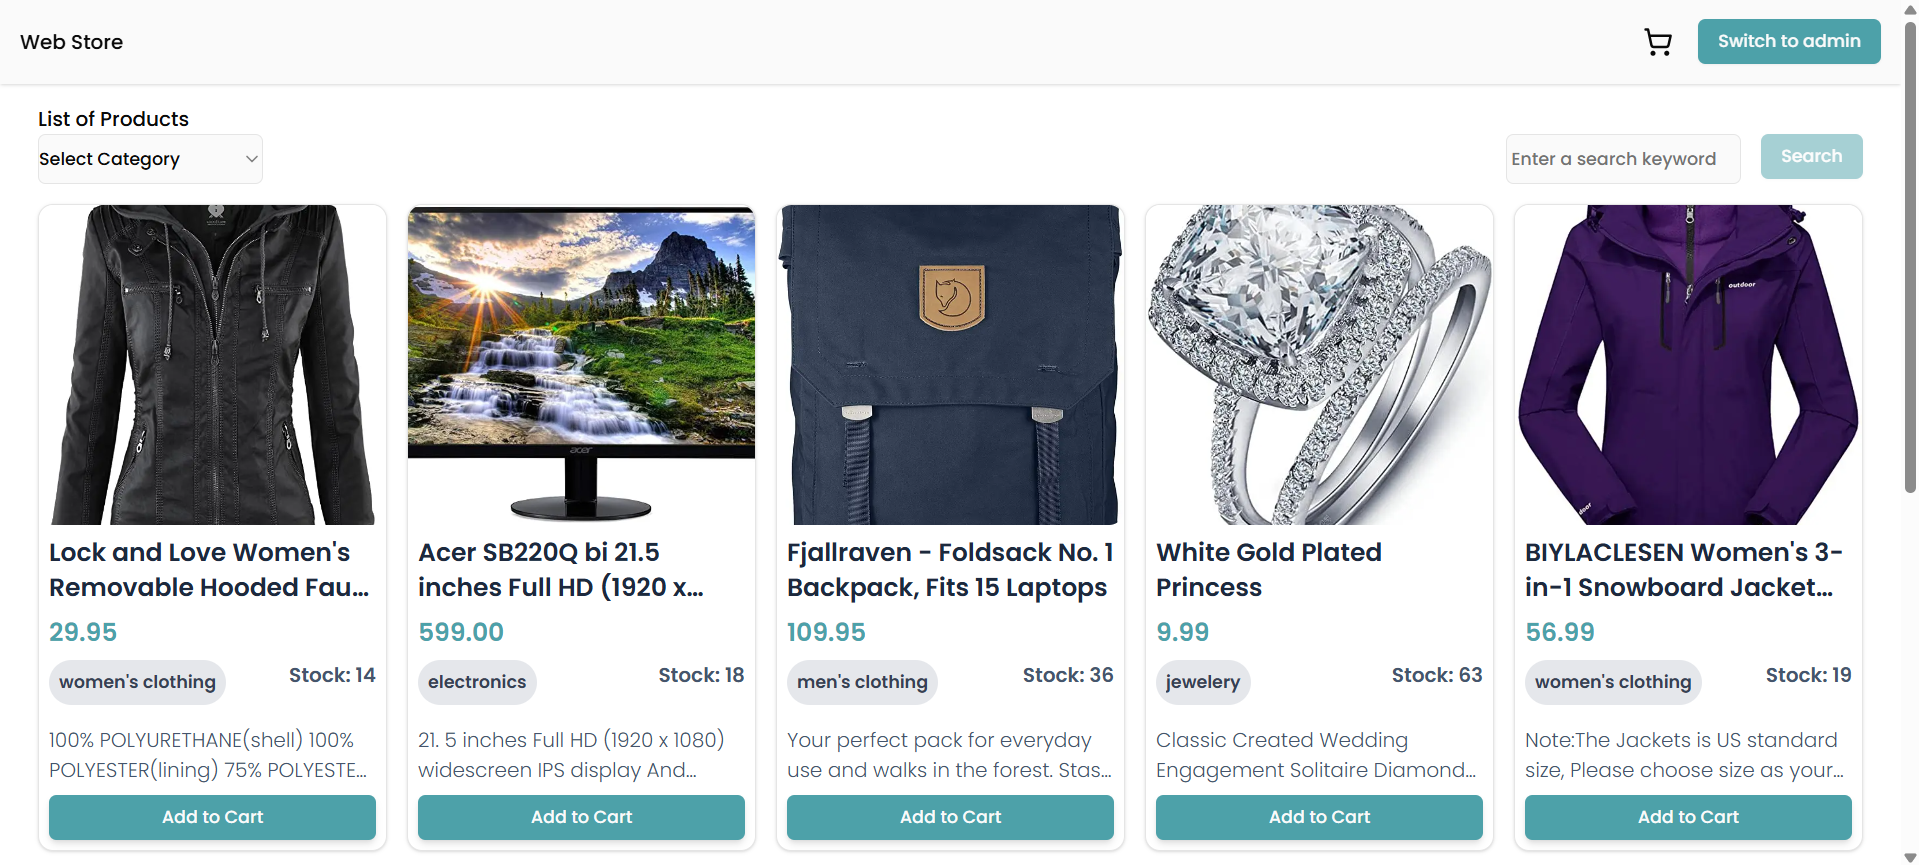 Web Store
Switch to admin
List of Products
Select Category
Enter a search keyword
Search
outdoor
acer
Lock and Love Women's
Removable Hooded Fau...
29.95
women's clothing
Stock: 14
100% POLYURETHANE(shell) 100%
POLYESTER(lining) 75% POLYESTE...
Add to Cart
Acer SB220Q bi 21.5
inches Full HD (1920 x...
599.00
electronics
Stock: 18
21. 5 inches Full HD (1920 x 1080)
widescreen IPS display And...
Add to Cart
Fjallraven - Foldsack No. 1
Backpack, Fits 15 Laptops
109.95
men's clothing
Stock: 36
Your perfect pack for everyday
use and walks in the forest. Stas...
Add to Cart
White Gold Plated
Princess
9.99
jewelery
Stock: 63
Classic Created Wedding
Engagement Solitaire Diamond...
Add to Cart
BIYLACLESEN Women's 3-
in-1 Snowboard Jacket...
56.99
women's clothing
Stock: 19
Note:The Jackets is US standard
size, Please choose size as your...
Add to Cart